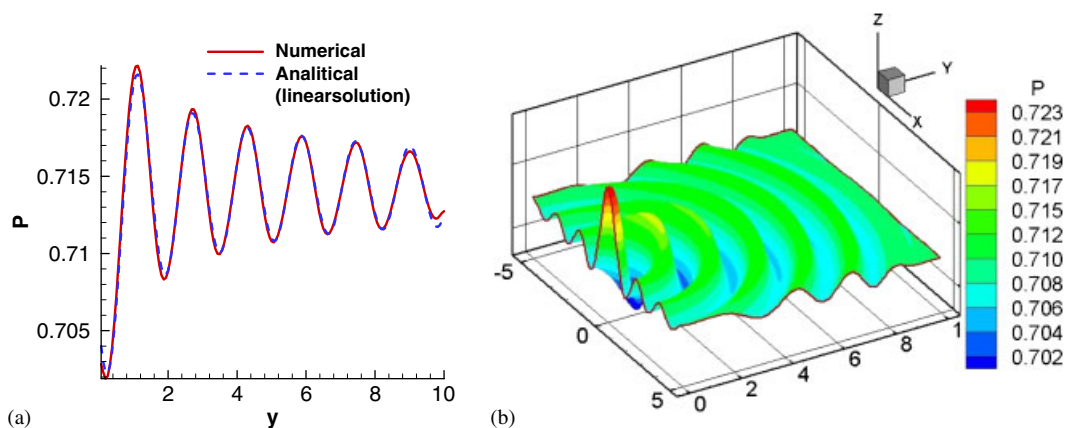 Numerical
Analitical
(linearsolution)
0.72
0.715
0.71
0.705
P
2
4
6
8
10
y
(a)
(b)
Z
Y
X
P
0.723
0.721
0.719
0.717
0.715
0.712
0.710
0.708
0.706
0.704
0.702
-5
0
5
0
2
4
6
8
1